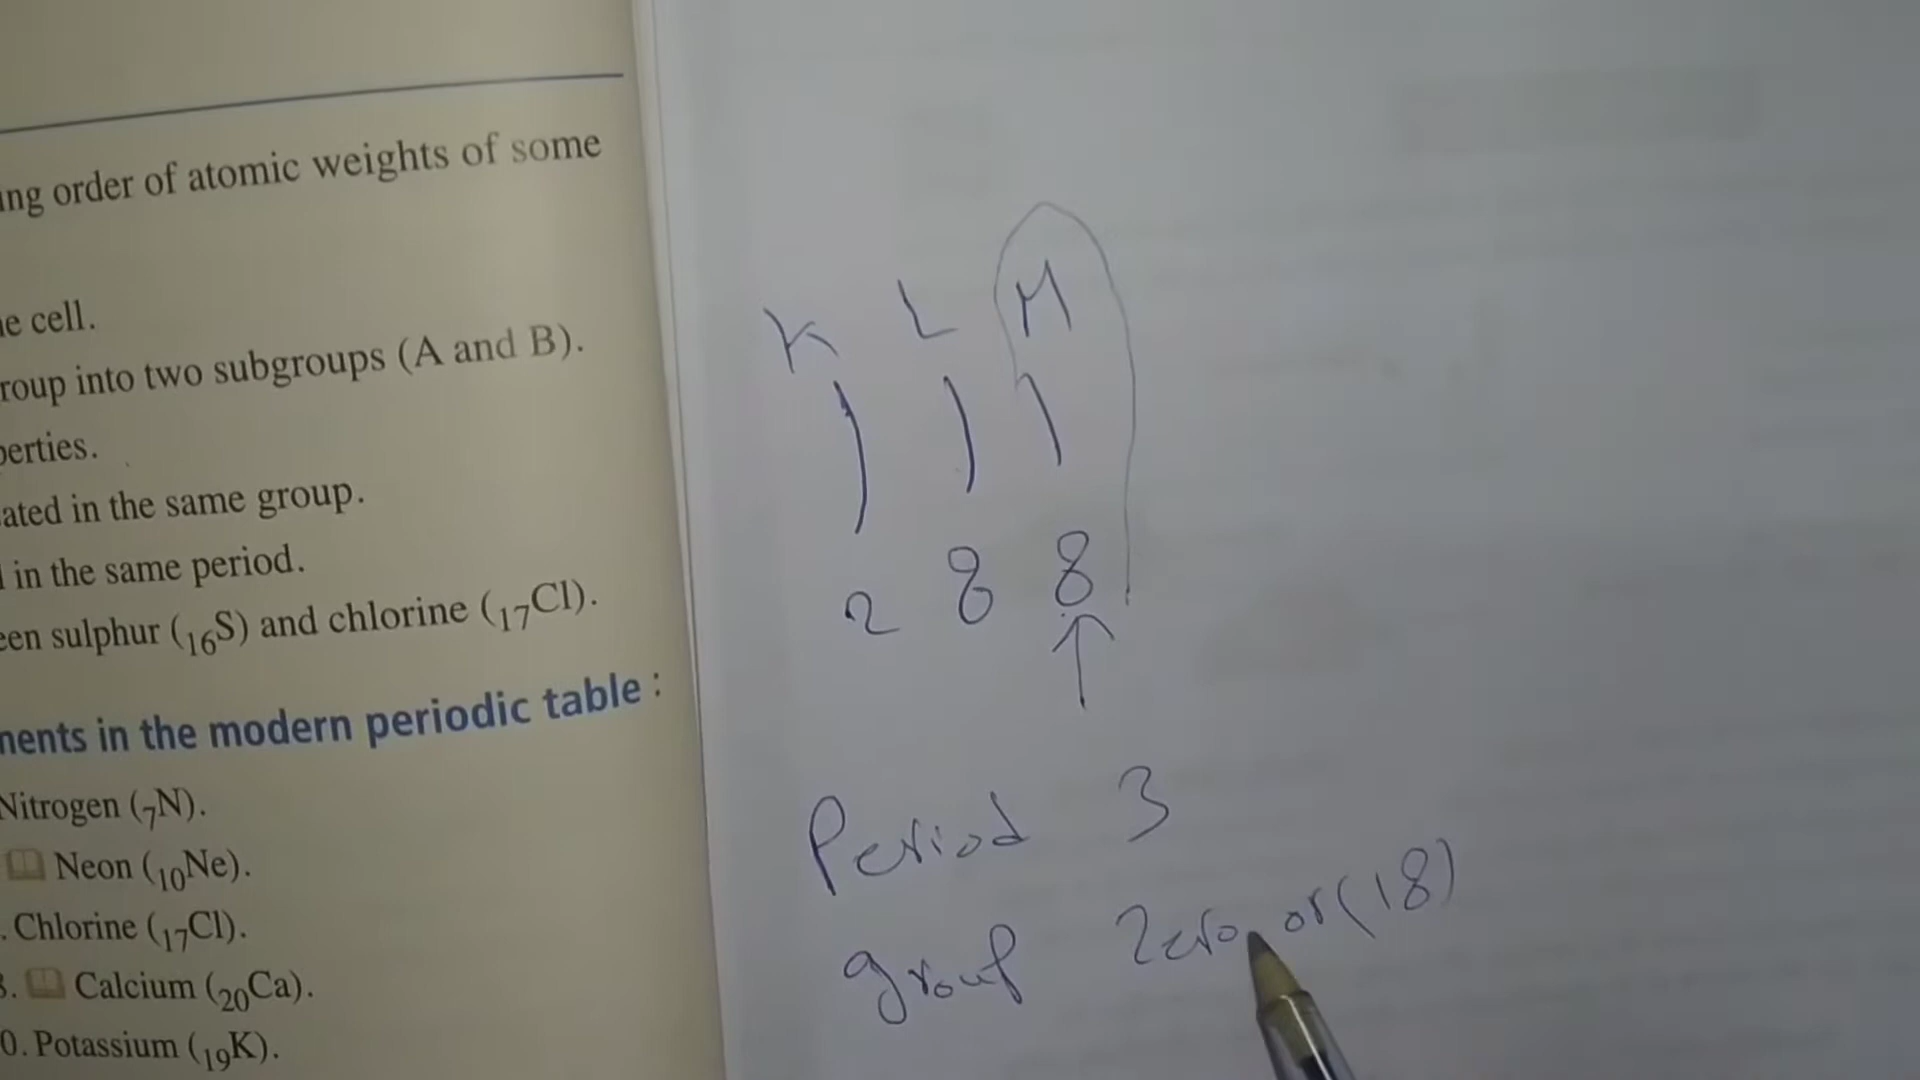 ing order of atomic weights of some
e cell.
roup into two subgroups (A and B).
perties.
ated in the same group.
in the same period.
een sulphur (₁₆S) and chlorine (₁₇Cl).
nents in the modern periodic table :
Nitrogen (₇N).
Neon (₁₀Ne).
. Chlorine (₁₇Cl).
. Calcium (₂₀Ca).
0. Potassium (₁₉K).
K L M
) ) )
2 8 8
Period 3
group Zero or (18)